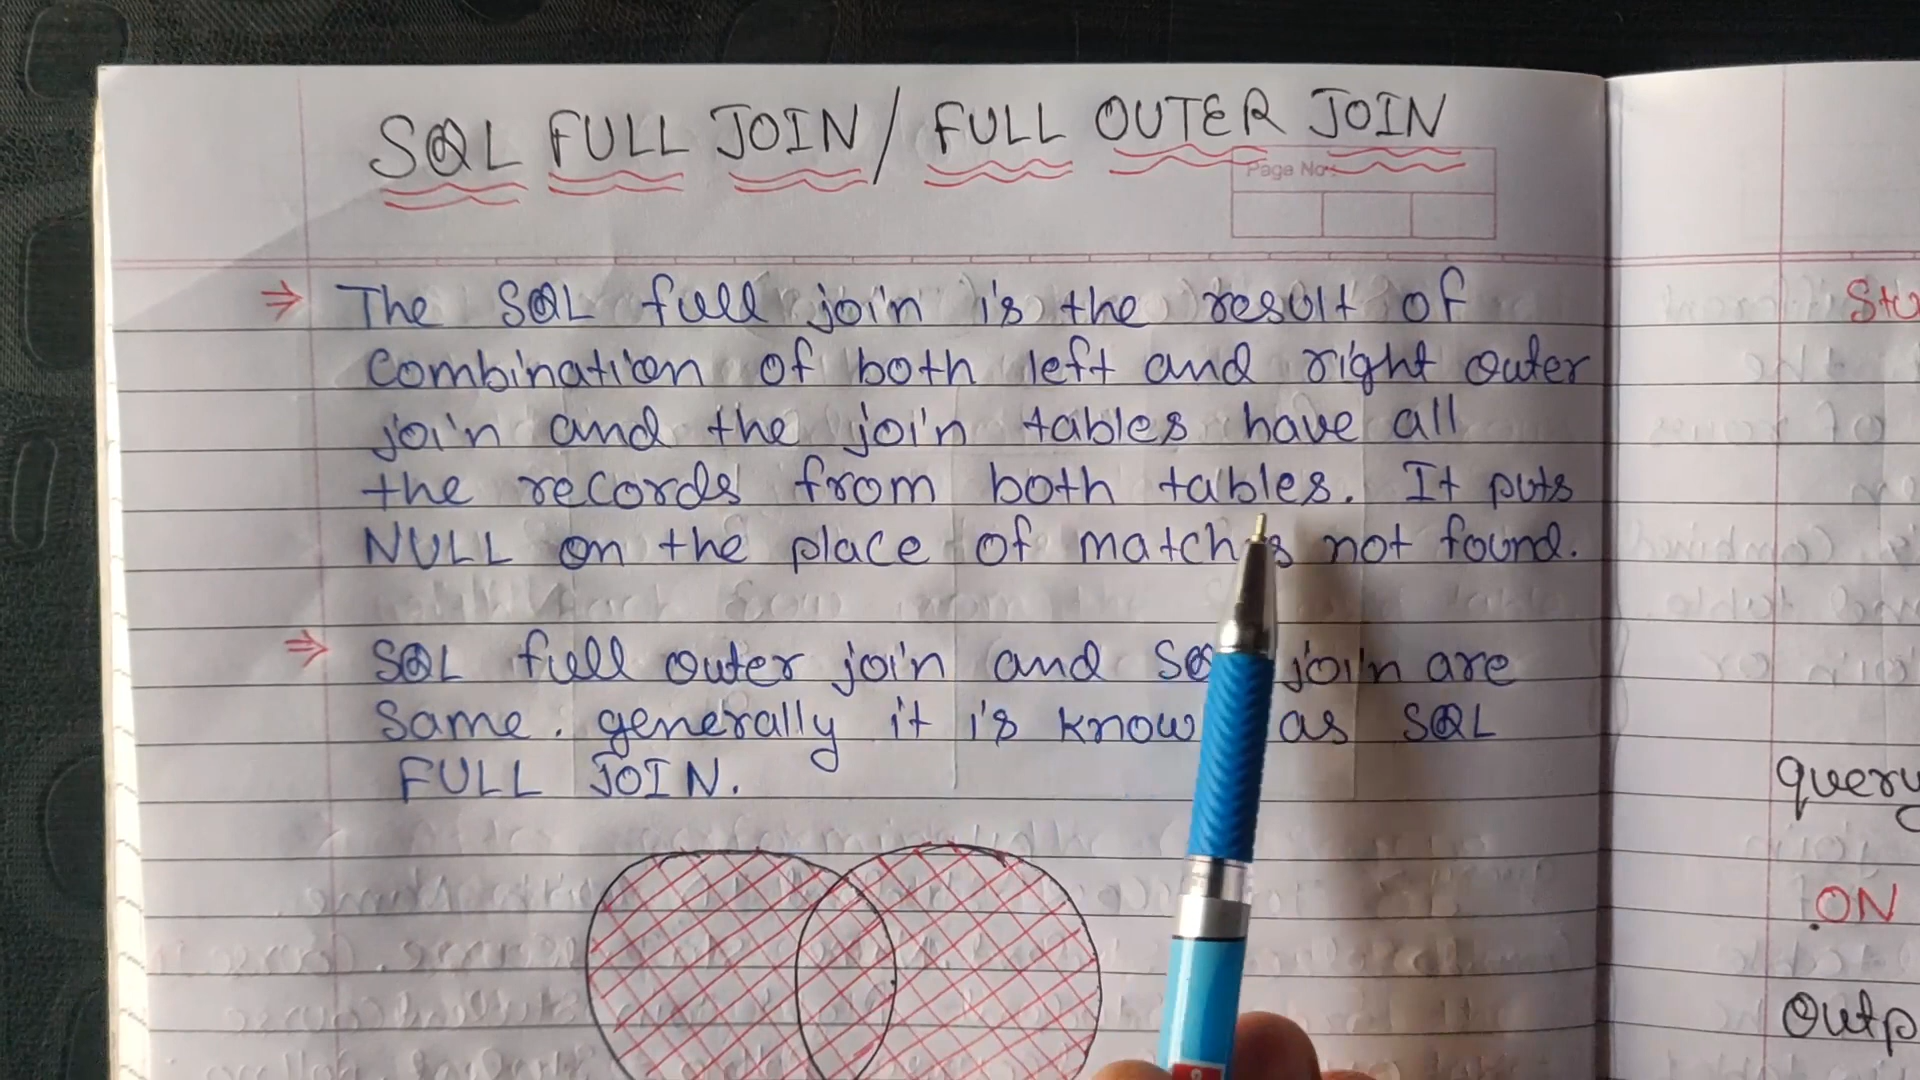 SQL FULL JOIN / FULL OUTER JOIN
Page No.
⇒ The SQL full join is the result of
combination of both left and right outer
join and the join tables have all
the records from both tables. It puts
NULL on the place of match not found.
⇒ SQL full outer join and join are
same. generally it is know as SQL
FULL JOIN.
Stu
query
ON
Outp